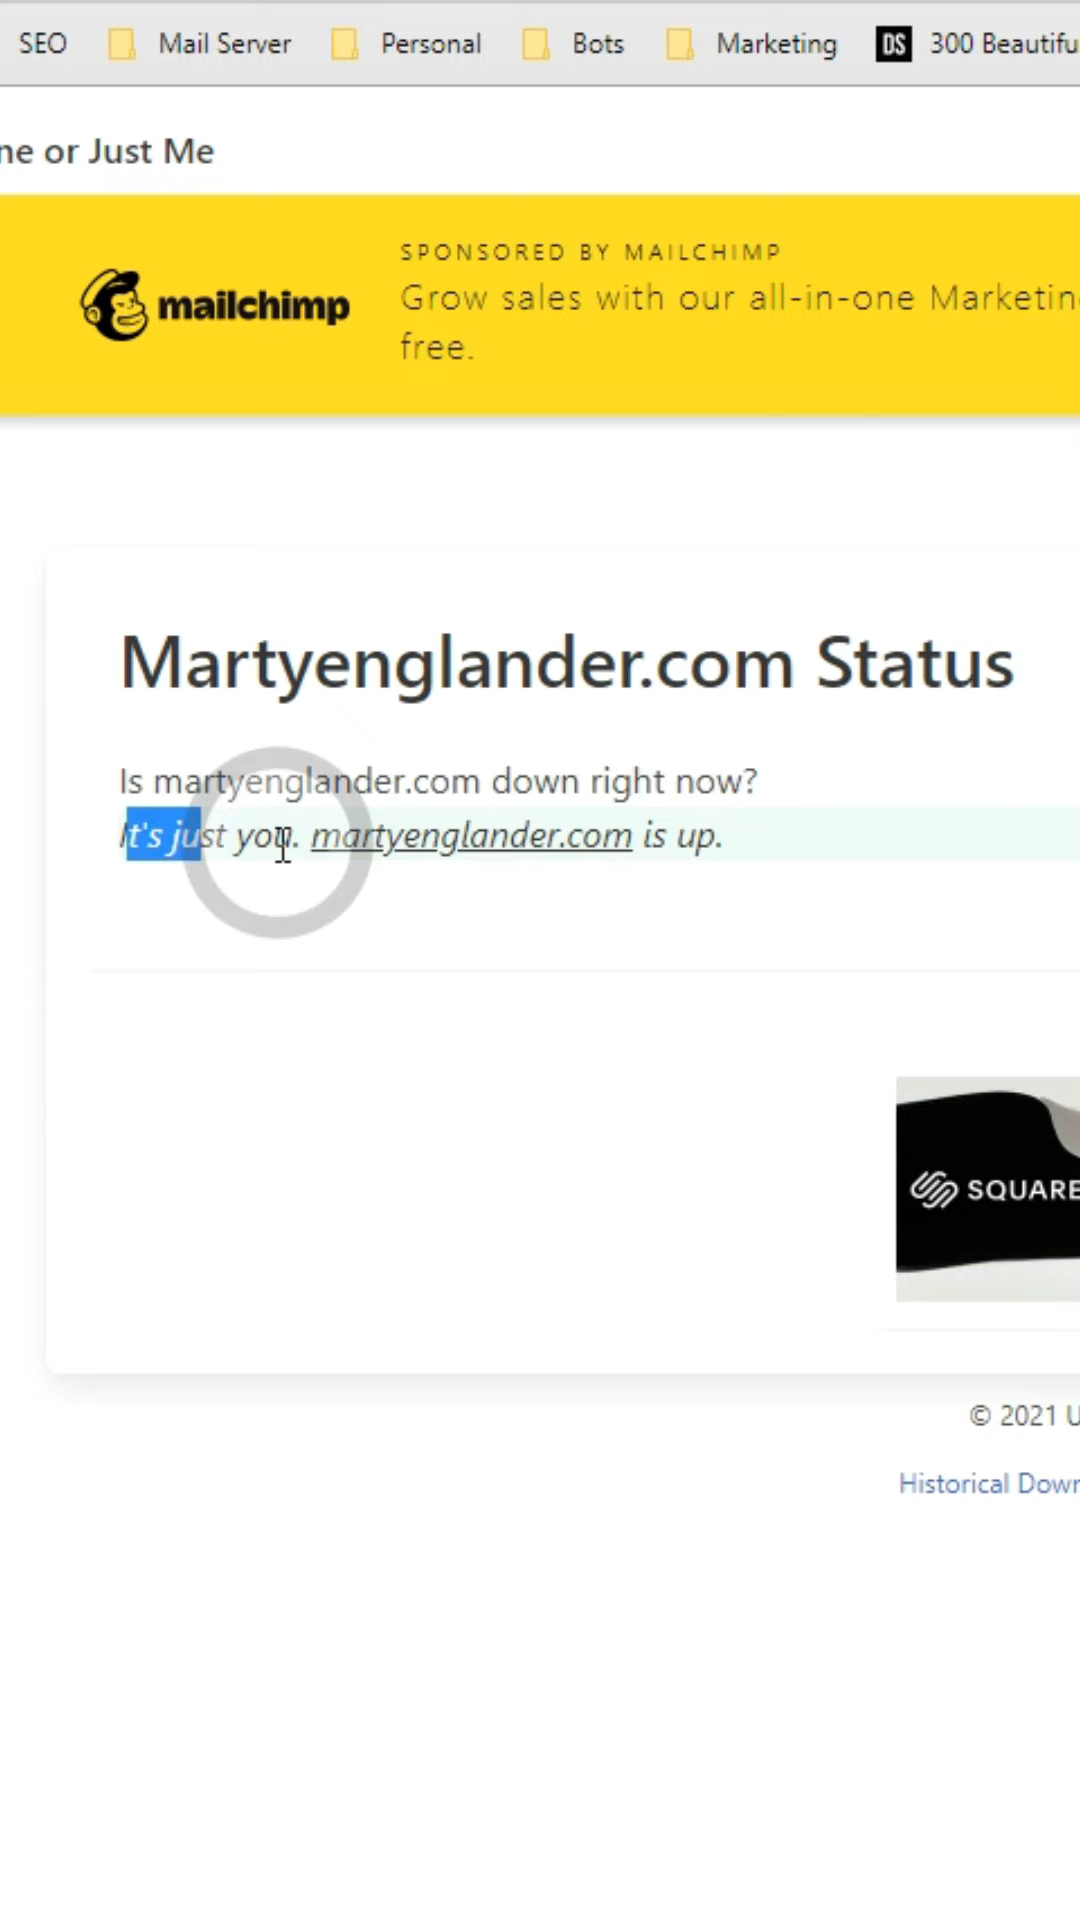 SEO Mail Server Personal Bots Marketing DS 300 Beautifu
ne or Just Me
SPONSORED BY MAILCHIMP
mailchimp
Grow sales with our all-in-one Marketin
free.
Martyenglander.com Status
Is martyenglander.com down right now?
It's just you. martyenglander.com is up.
SQUARE
© 2021 U
Historical Down